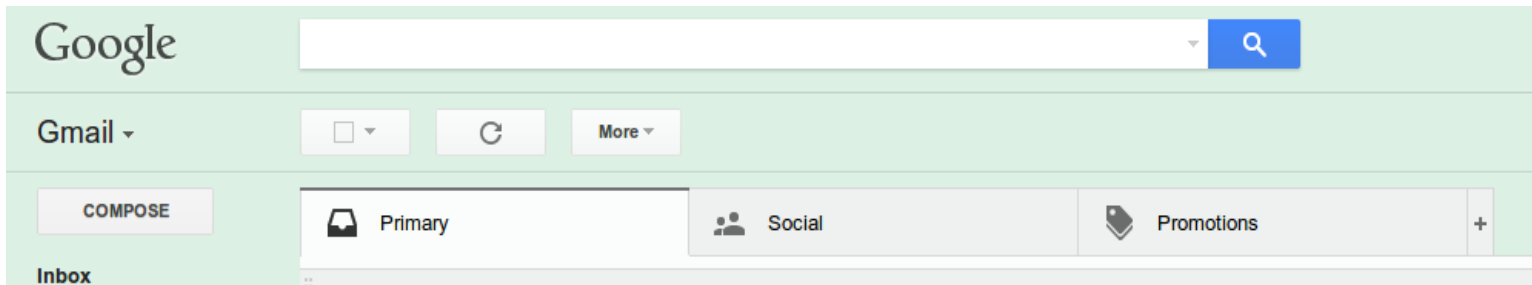 Google
Gmail
More
COMPOSE
Primary
Social
Promotions
+
Inbox